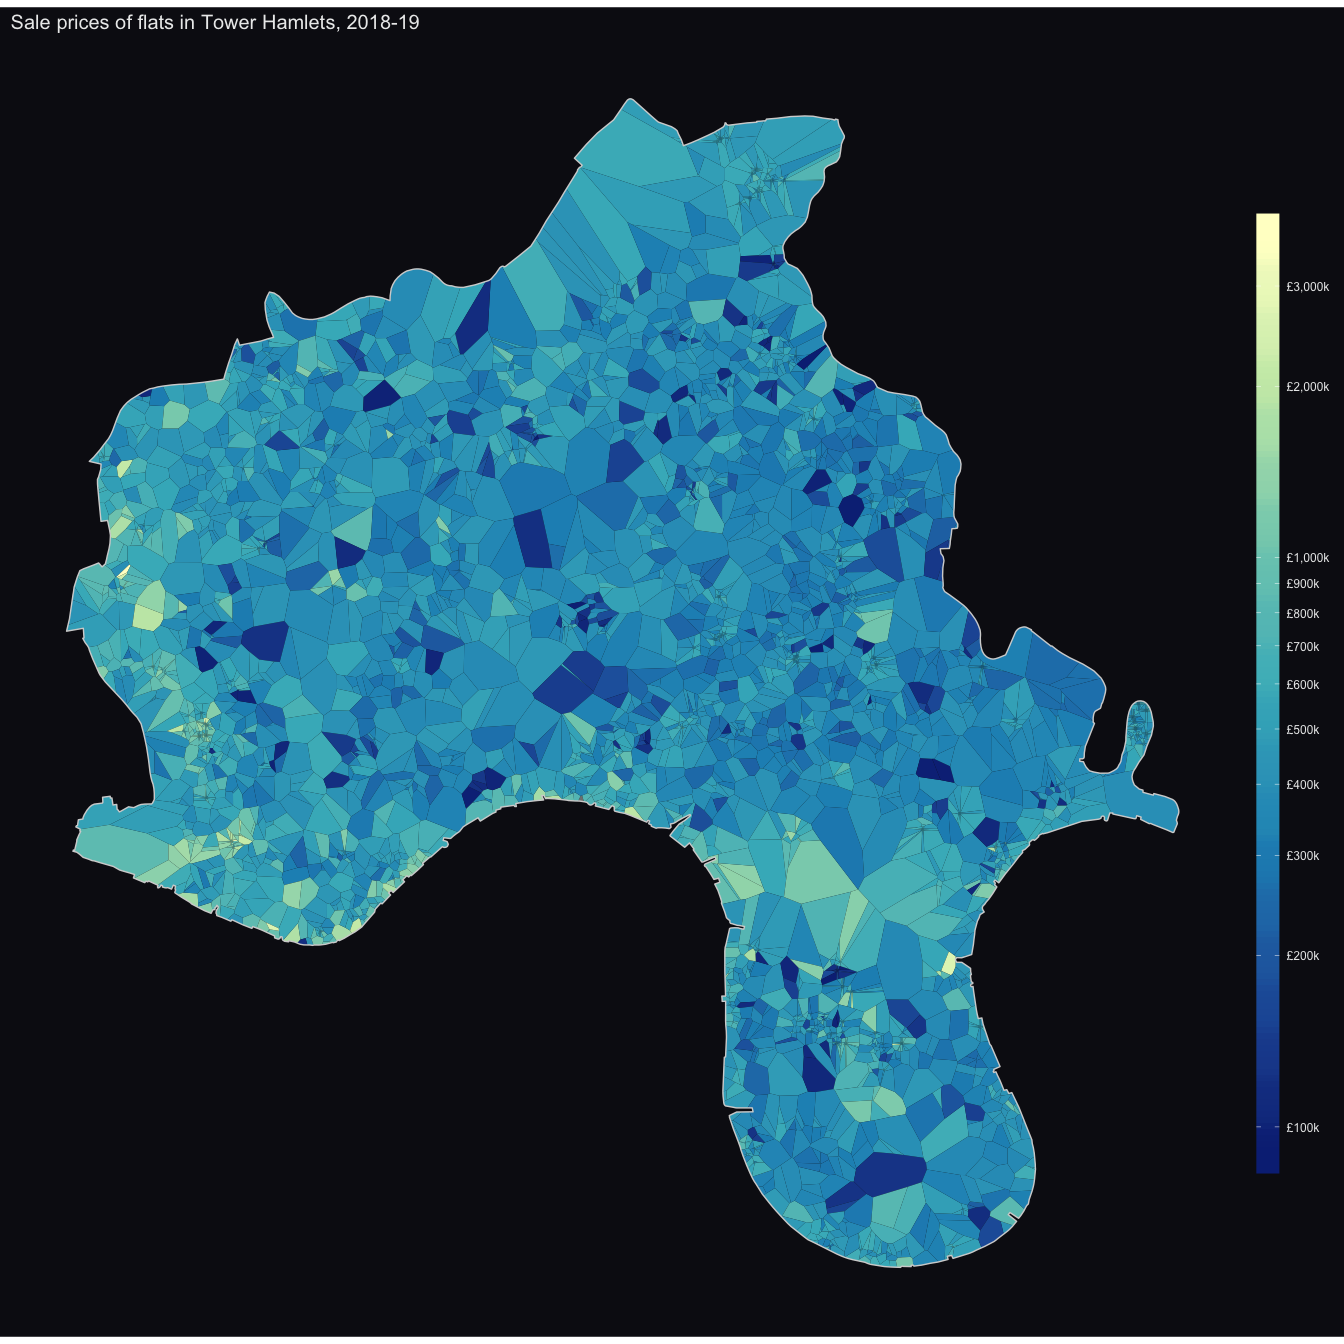 Sale prices of flats in Tower Hamlets, 2018-19
£3,000k
£2,000k
£1,000k
£900k
£800k
£700k
£600k
£500k
£400k
£300k
£200k
£100k